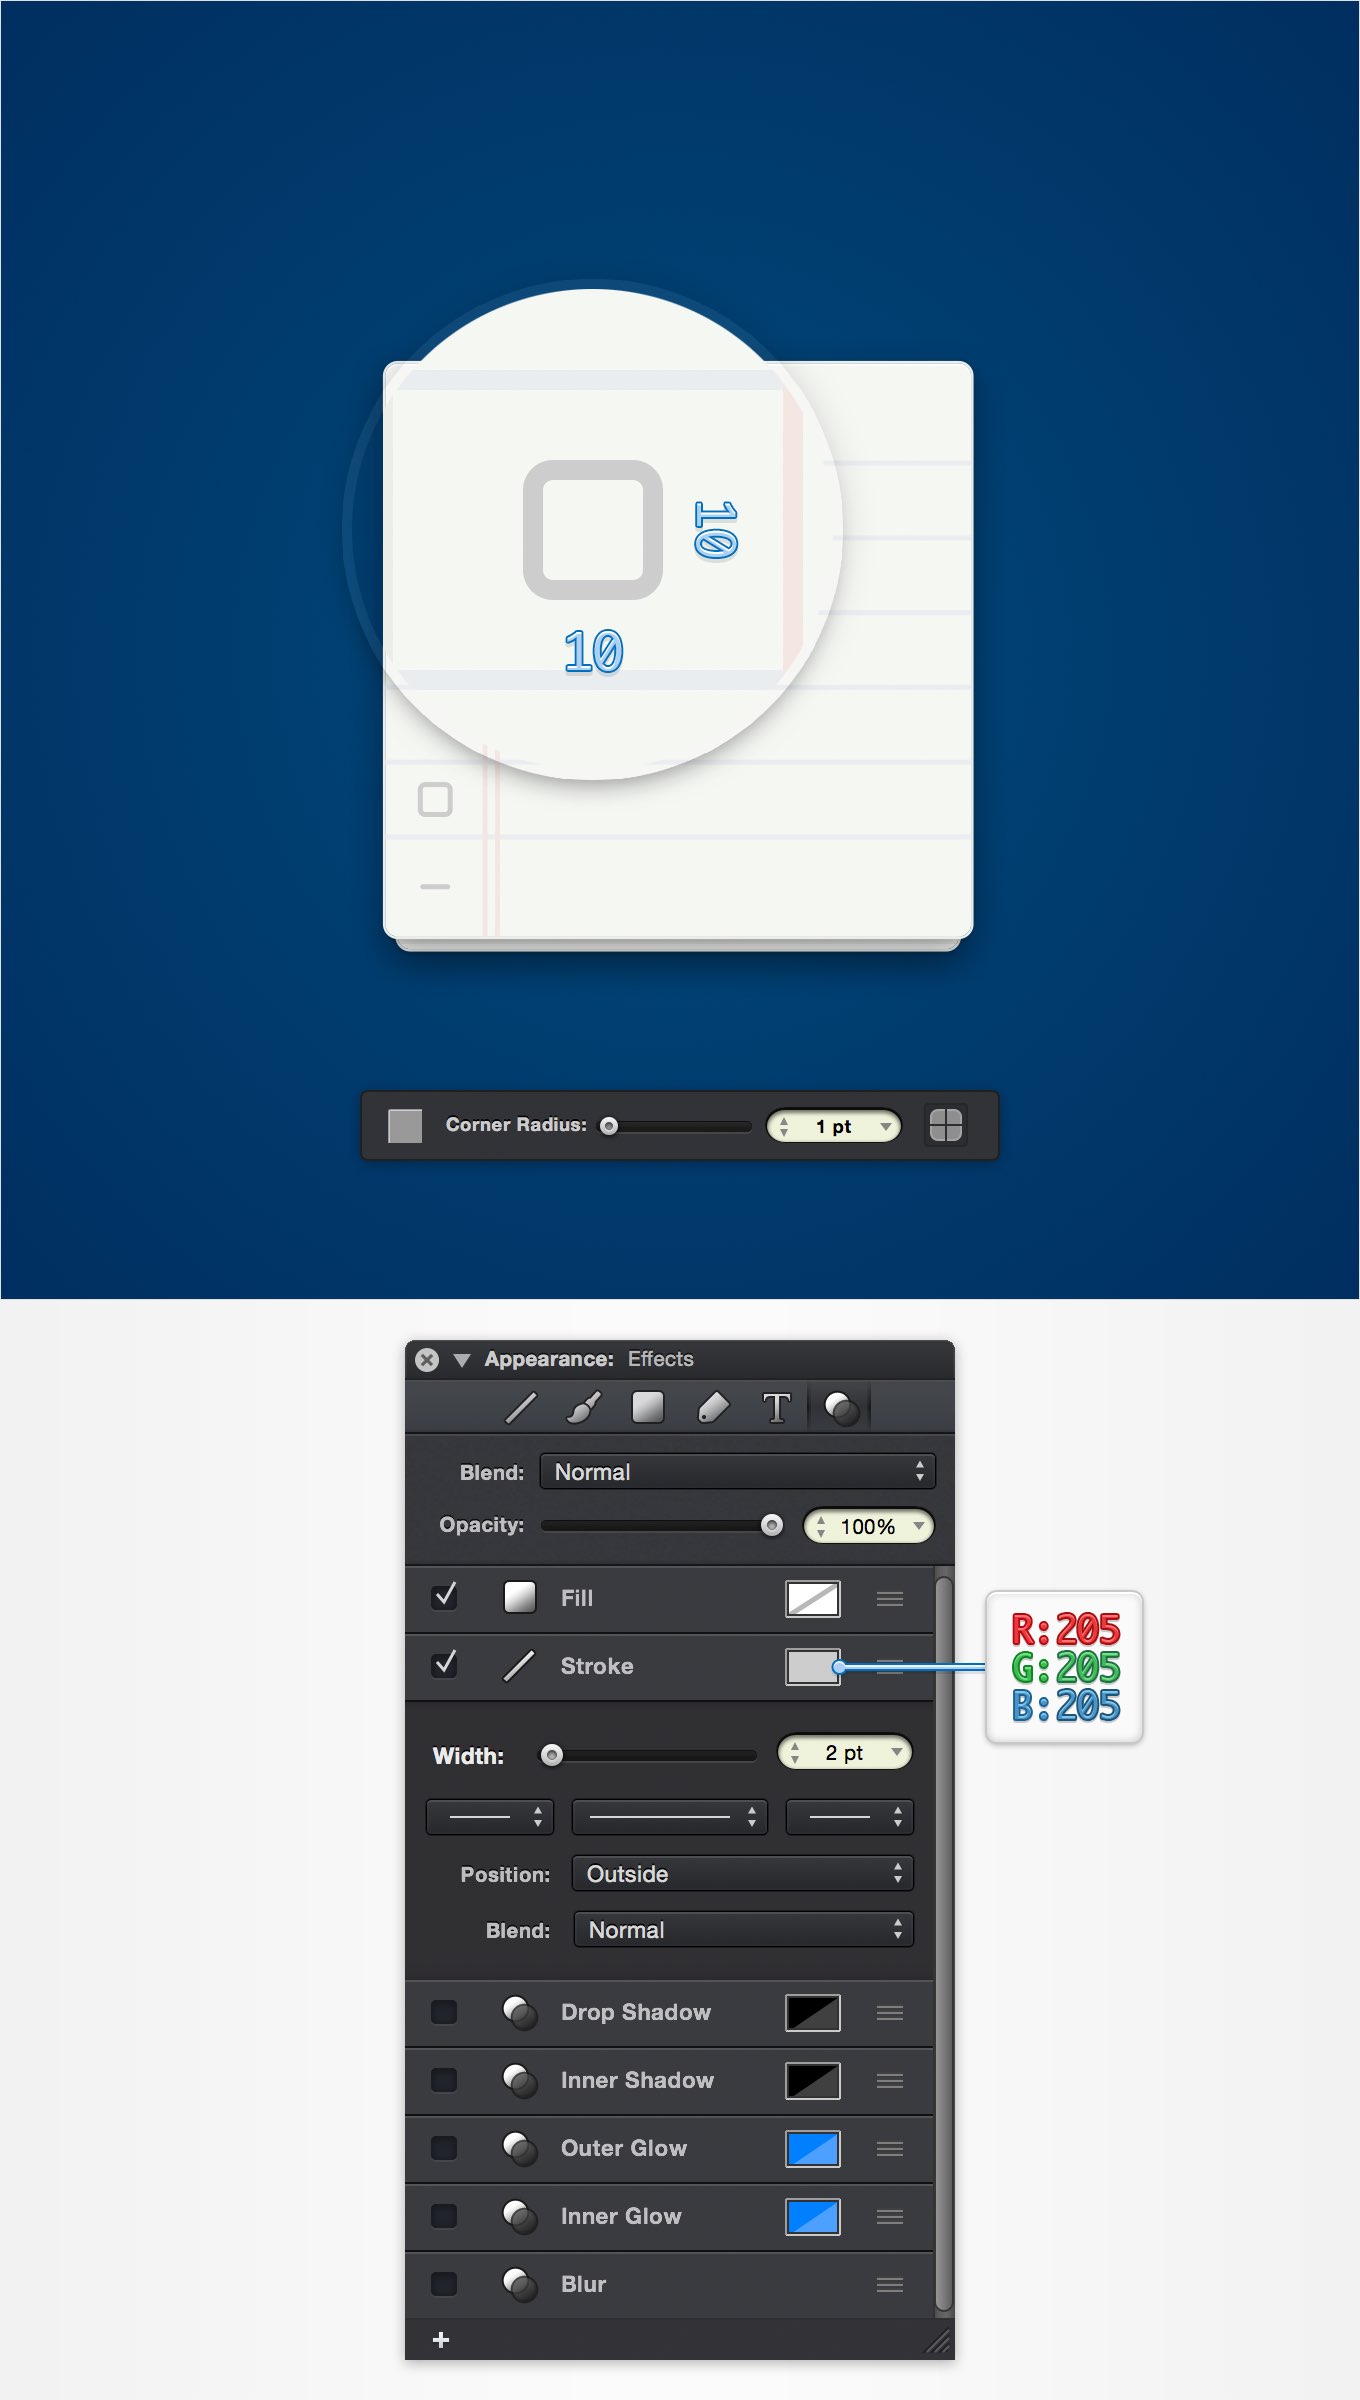 10
10
Corner Radius: 1 pt
Appearance: Effects
T
Blend: Normal
Opacity: 100%
Fill
Stroke
R:205
G:205
B:205
Width: 2 pt
Position: Outside
Blend: Normal
Drop Shadow
Inner Shadow
Outer Glow
Inner Glow
Blur
+